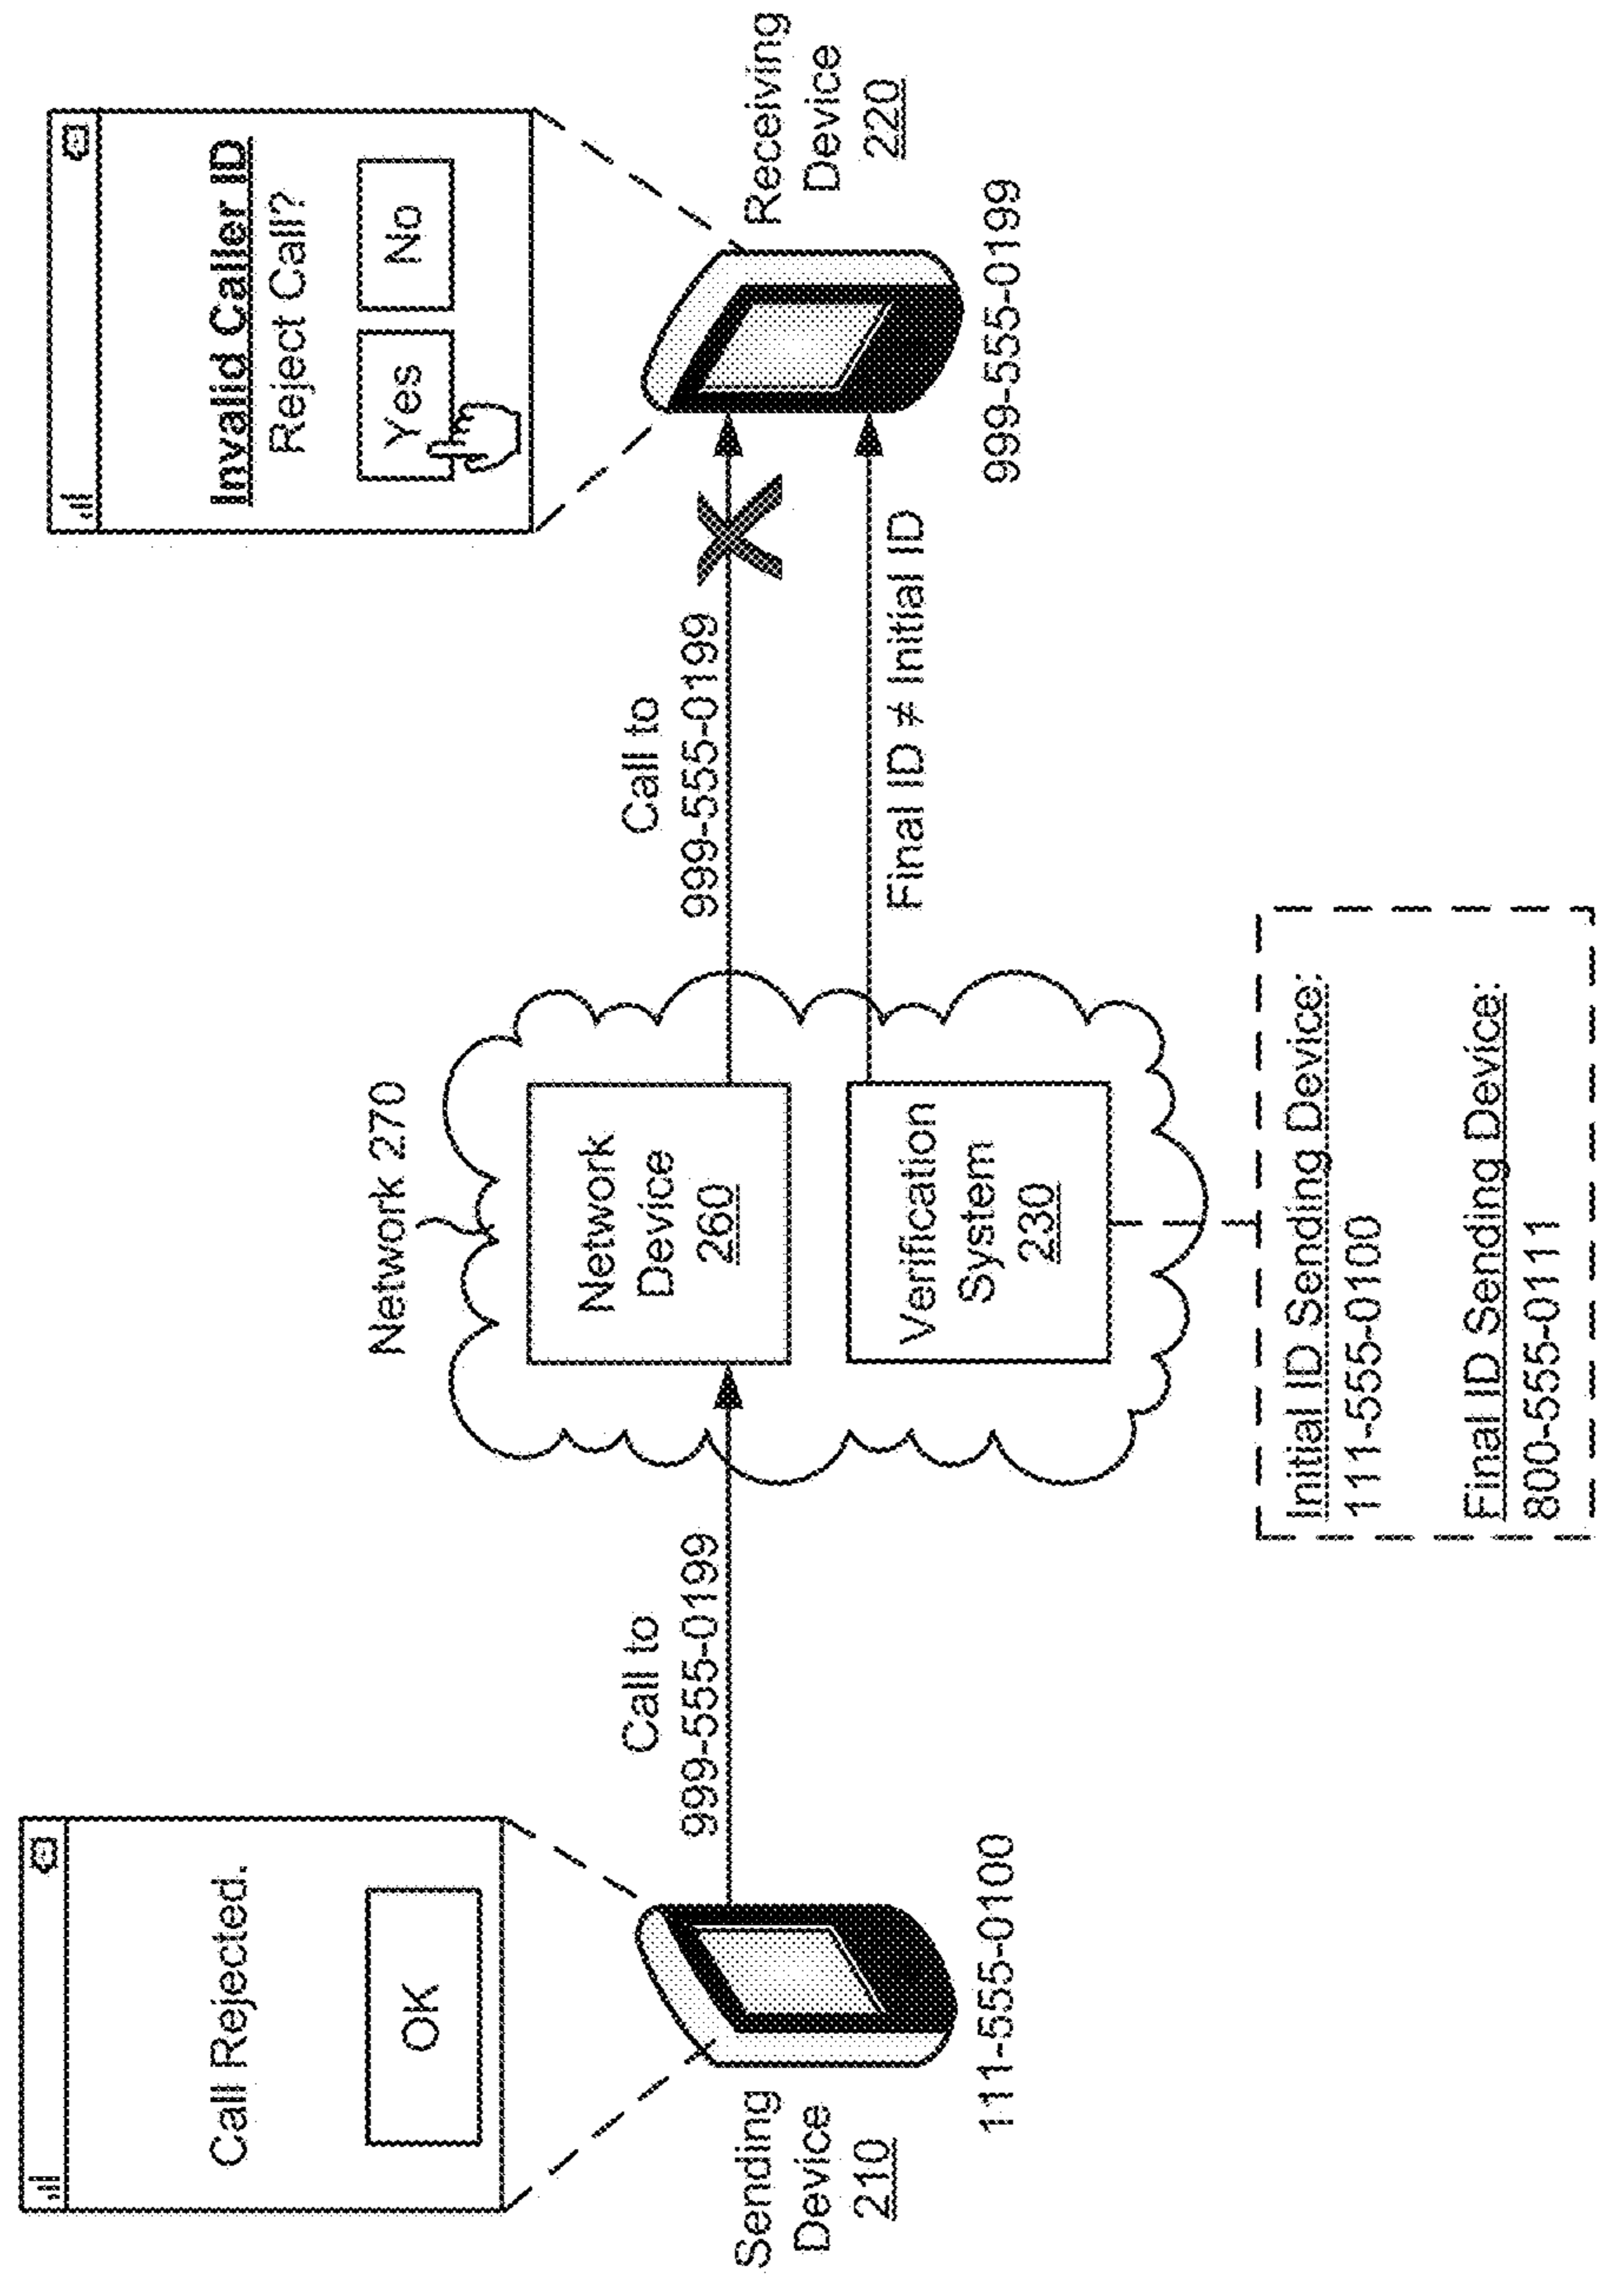 Call Rejected.
OK
Sending
Device
210
111-555-0100
Call to
999-555-0199
Network 270
Network
Device
260
Verification
System
230
Initial ID Sending Device:
111-555-0100
Final ID Sending Device:
800-555-0111
Call to
999-555-0199
Final ID ≠ Initial ID
Invalid Caller ID
Reject Call?
Yes
No
Receiving
Device
220
999-555-0199